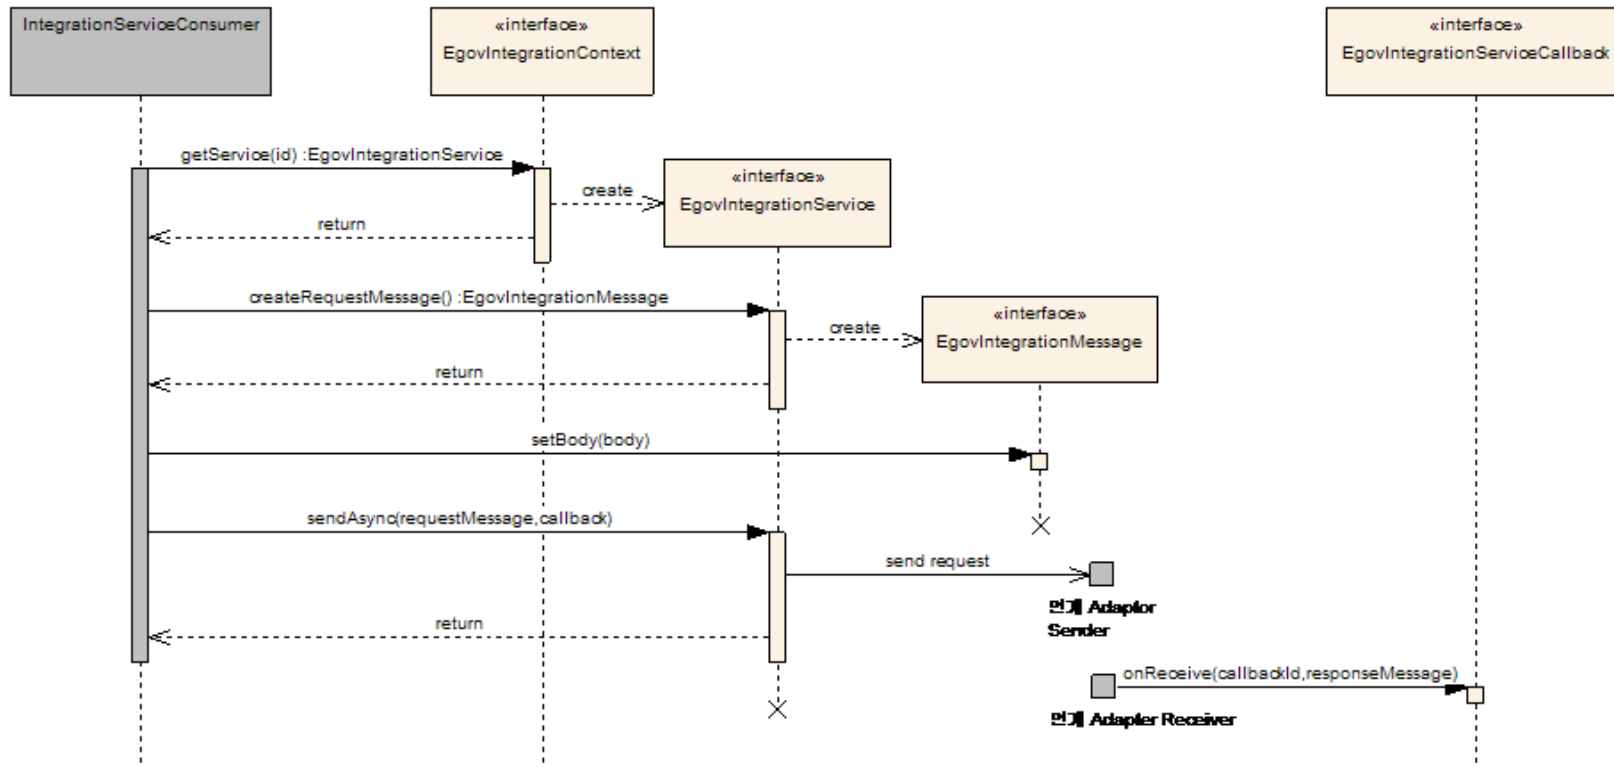 IntegrationServiceConsumer
«interface»
EgovIntegrationContext
«interface»
EgovIntegrationServiceCallback
getService(id) :EgovIntegrationService
«interface»
EgovIntegrationService
create
return
createRequestMessage() :EgovIntegrationMessage
«interface»
EgovIntegrationMessage
create
return
setBody(body)
sendAsync(requestMessage,callback)
send request
연계 Adaptor
Sender
return
onReceive(callbackId,responseMessage)
연계 Adapter Receiver